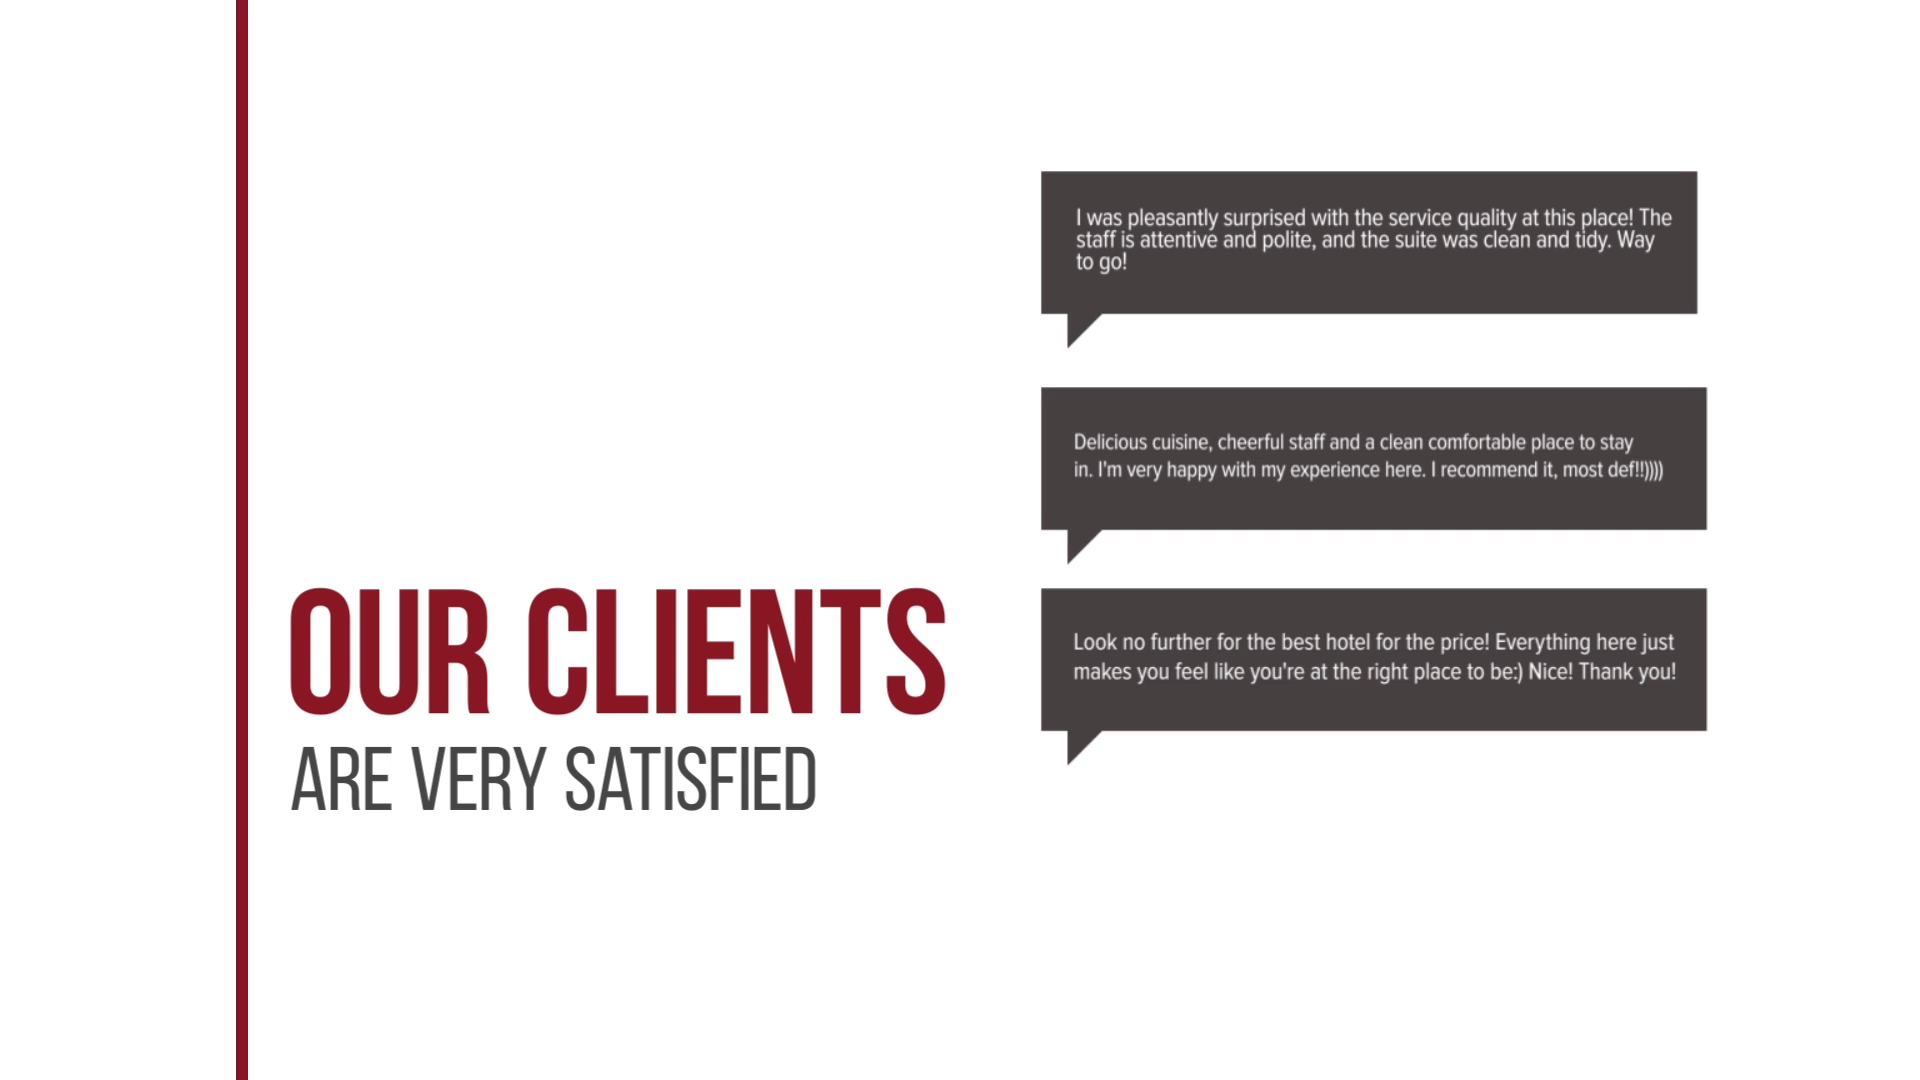 OUR CLIENTS
ARE VERY SATISFIED
I was pleasantly surprised with the service quality at this place! The
staff is attentive and polite, and the suite was clean and tidy. Way
to go!
Delicious cuisine, cheerful staff and a clean comfortable place to stay
in. I'm very happy with my experience here. I recommend it, most def!!))))
Look no further for the best hotel for the price! Everything here just
makes you feel like you're at the right place to be:) Nice! Thank you!